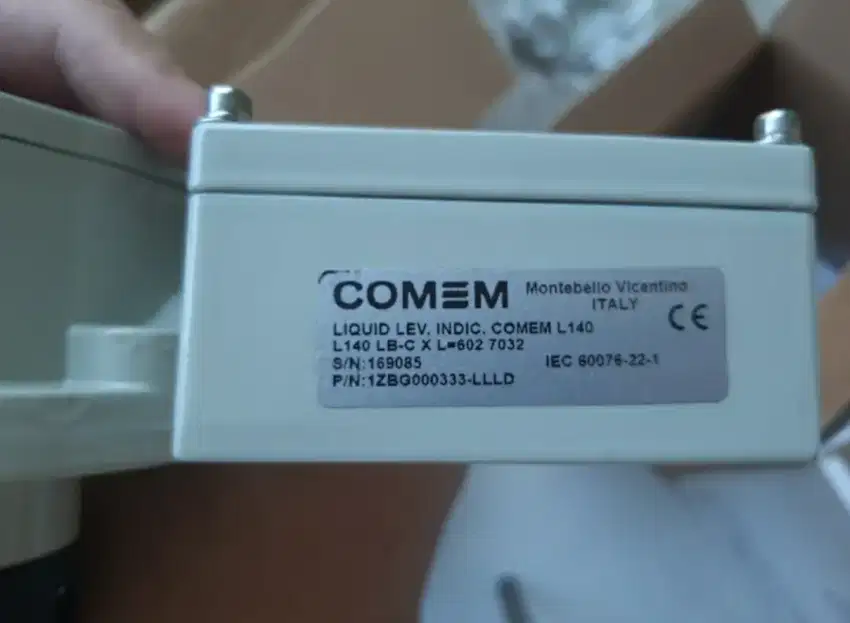 COMEM Montebello Vicentino
ITALY
CE
LIQUID LEV. INDIC. COMEM L140
L140 LB-C X L=602 7032
S/N:169085 IEC 60076-22-1
P/N:1ZBG000333-LLLD